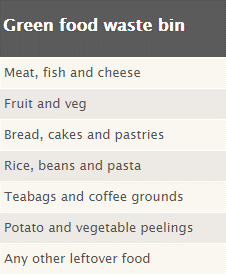 Green food waste bin
Meat, fish and cheese
Fruit and veg
Bread, cakes and pastries
Rice, beans and pasta
Teabags and coffee grounds
Potato and vegetable peelings
Any other leftover food